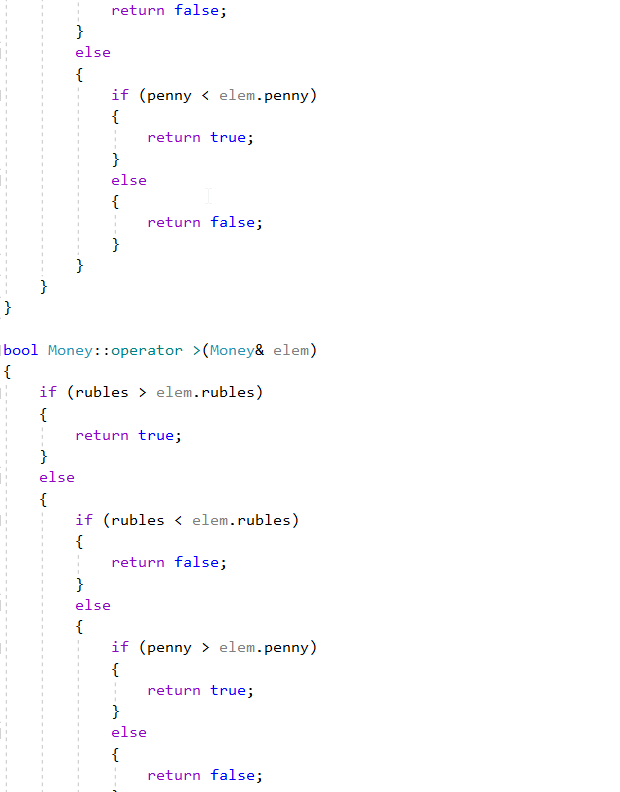 return false;
}
else
{
if (penny < elem.penny)
{
return true;
}
else
{
return false;
}
}
}
}
bool Money::operator >(Money& elem)
{
if (rubles > elem.rubles)
{
return true;
}
else
{
if (rubles < elem.rubles)
{
return false;
}
else
{
if (penny > elem.penny)
{
return true;
}
else
{
return false;